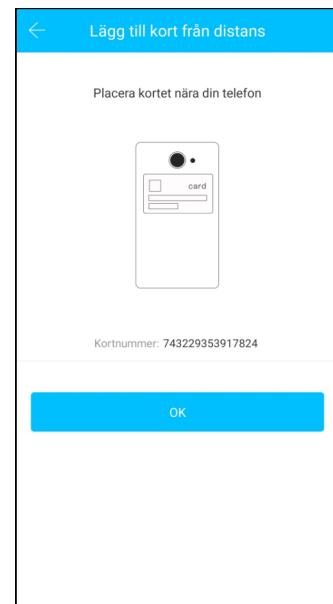 Lägg till kort från distans
Placera kortet nära din telefon
card
Kortnummer: 743229353917824
OK